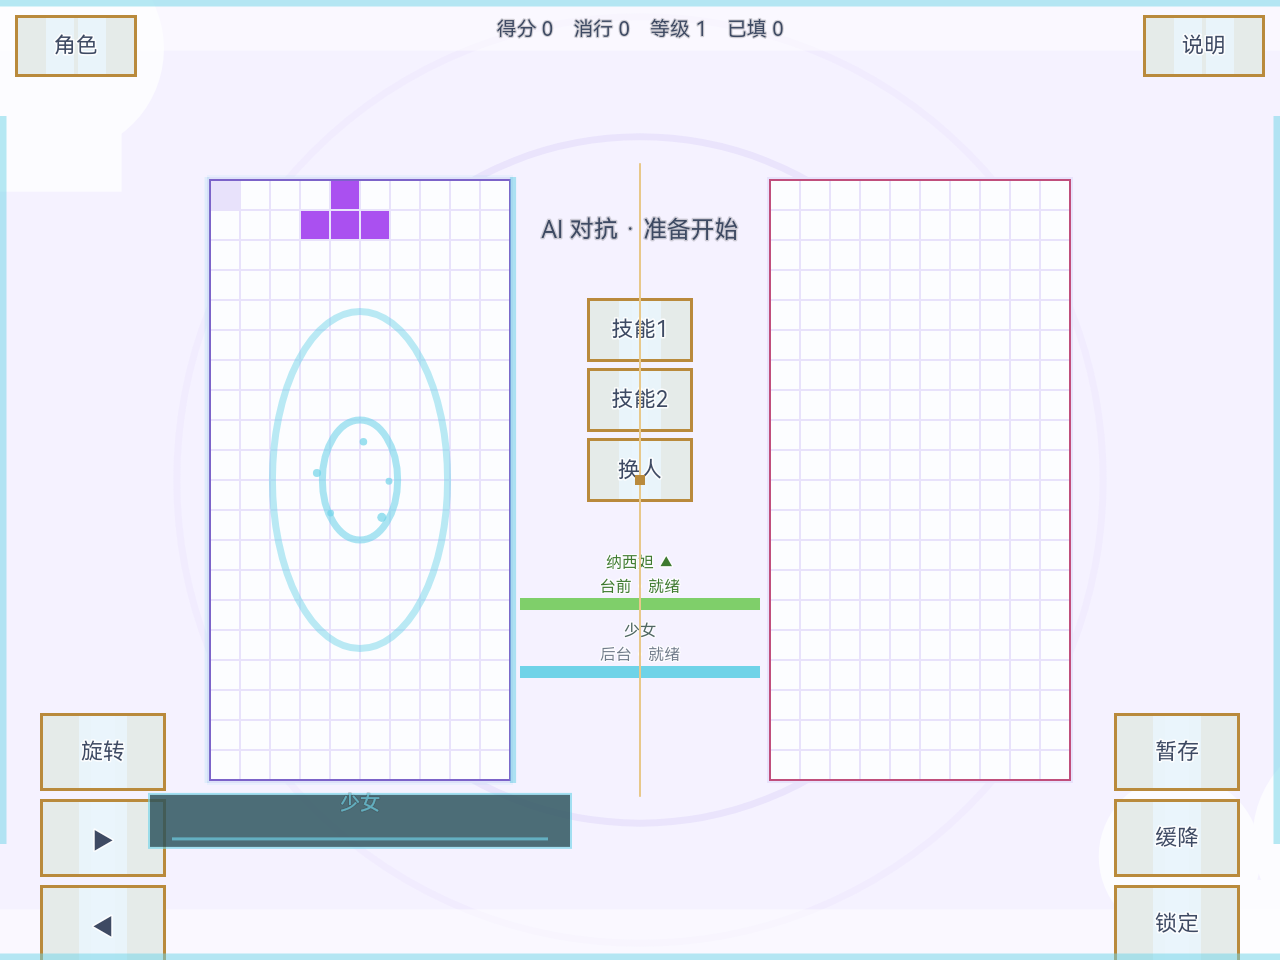 得分 0 消行 0 等级 1 已填 0
角色
说明
AI 对抗 · 准备开始
技能1
技能2
换人
纳西妲 ▲
台前 就绪
少女
后台 就绪
旋转
▶
◀
少女
暂存
缓降
锁定